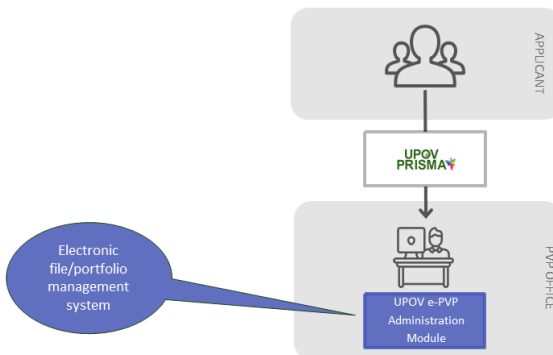 APPLICANT
UPOV
PRISMA
PVP OFFICE
Electronic
file/portfolio
management
system
UPOV e-PVP
Administration
Module